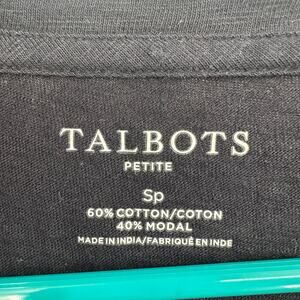 TALBOTS
PETITE
Sp
60% COTTON/COTON
40% MODAL
MADE IN INDIA/FABRIQUÉ EN INDE